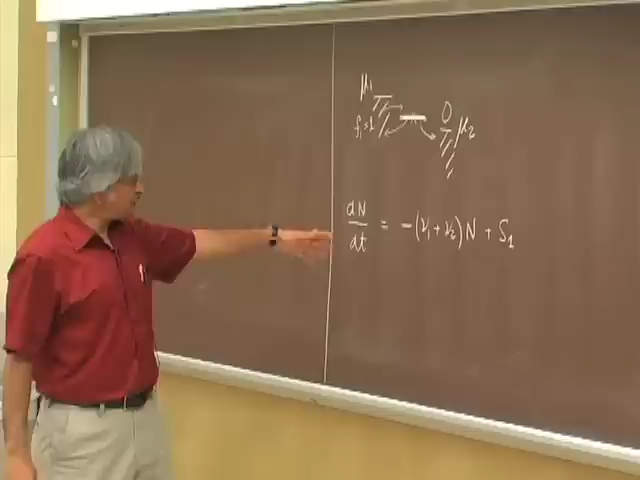 μ₁
f₁=1
0
μ₂
dN/dt = -(ν₁ + ν₂)N + S₁